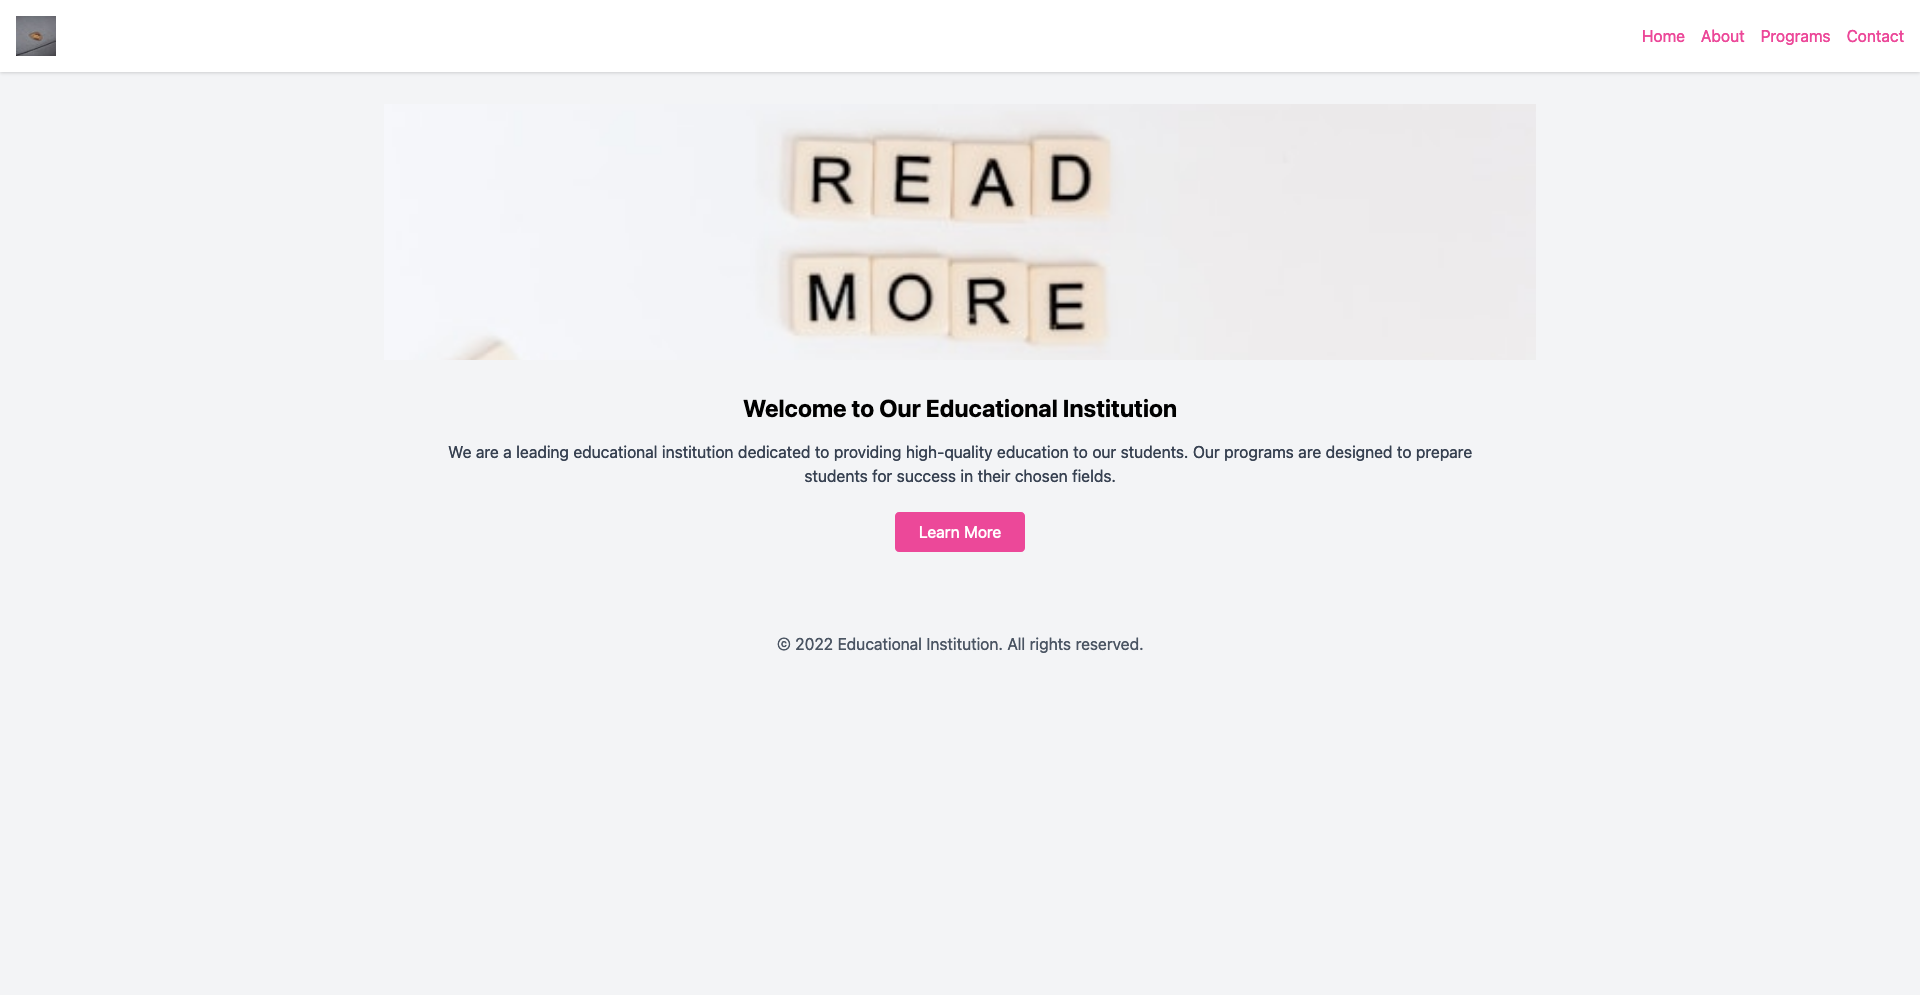 Home About Programs Contact
READ
MORE
Welcome to Our Educational Institution
We are a leading educational institution dedicated to providing high-quality education to our students. Our programs are designed to prepare
students for success in their chosen fields.
Learn More
© 2022 Educational Institution. All rights reserved.